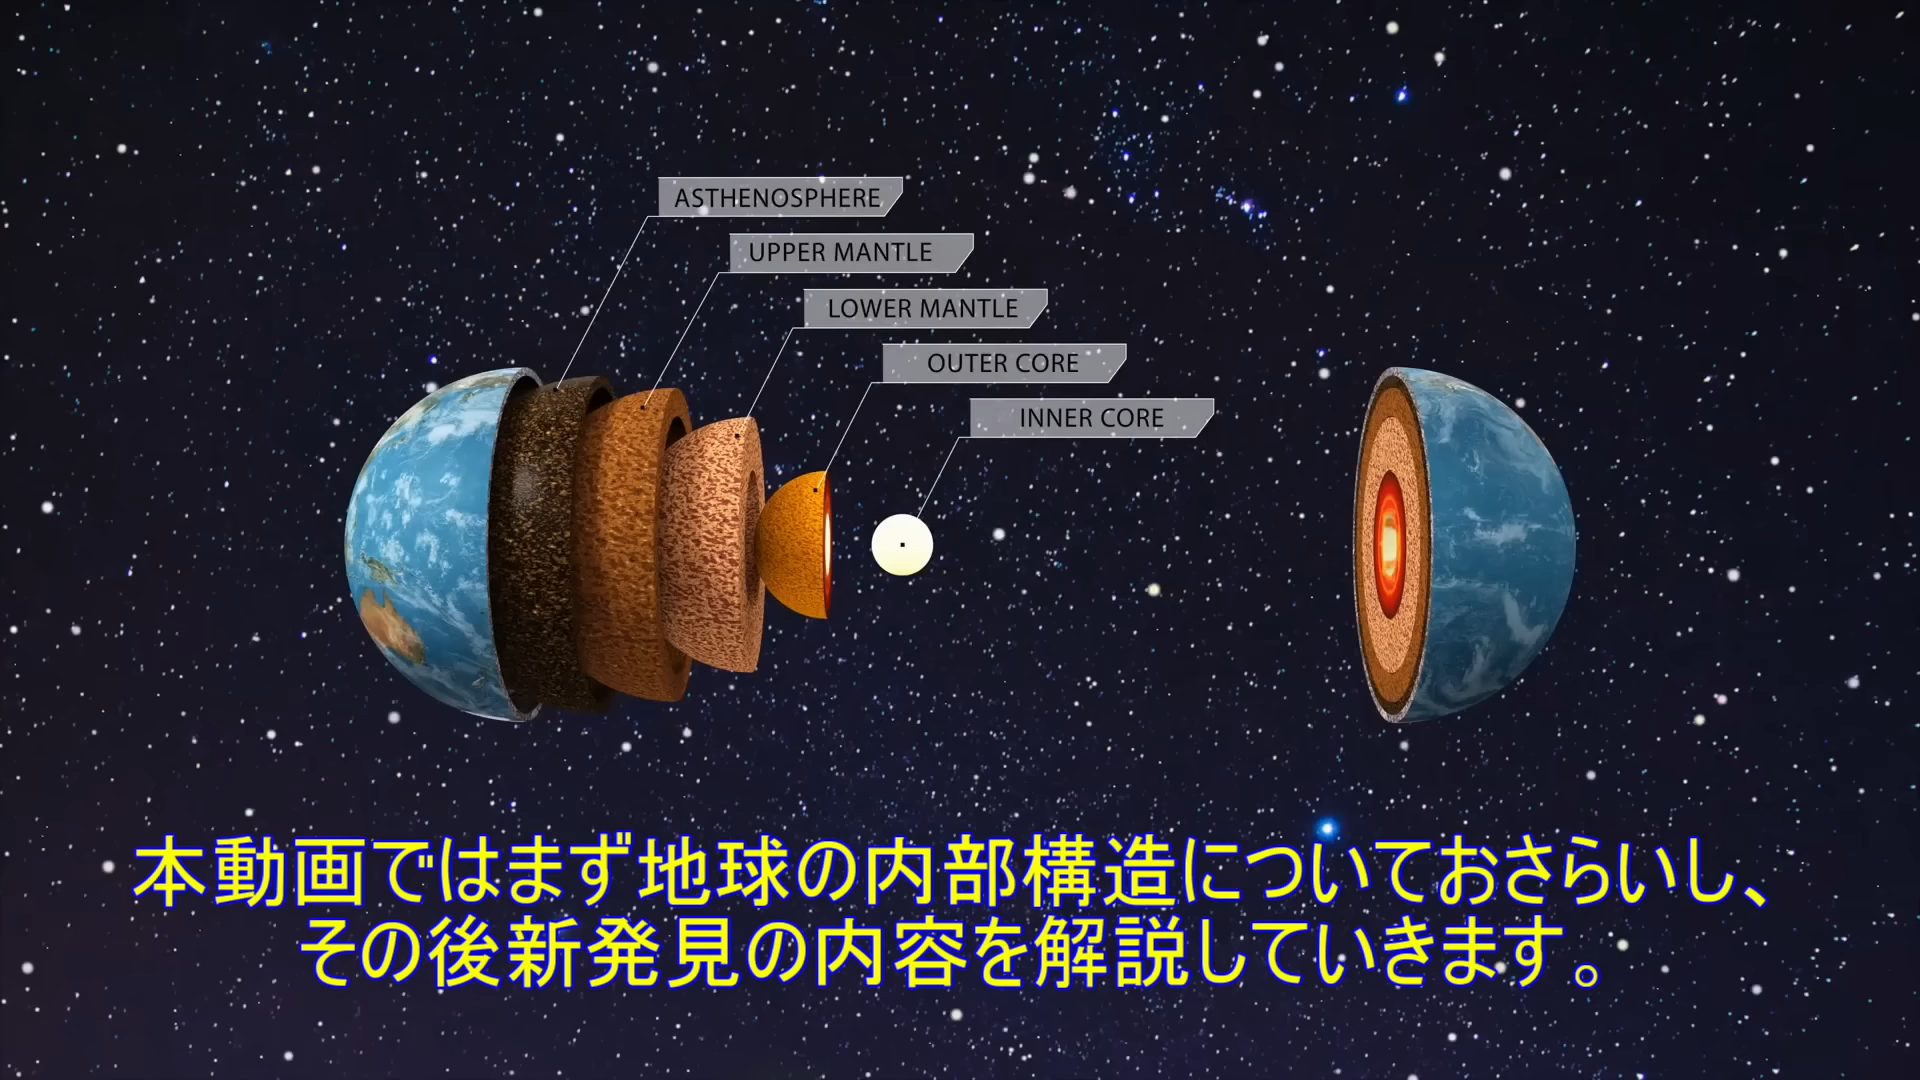 ASTHENOSPHERE
UPPER MANTLE
LOWER MANTLE
OUTER CORE
INNER CORE
本動画ではまず地球の内部構造についておさらいし、
その後新発見の内容を解説していきます。